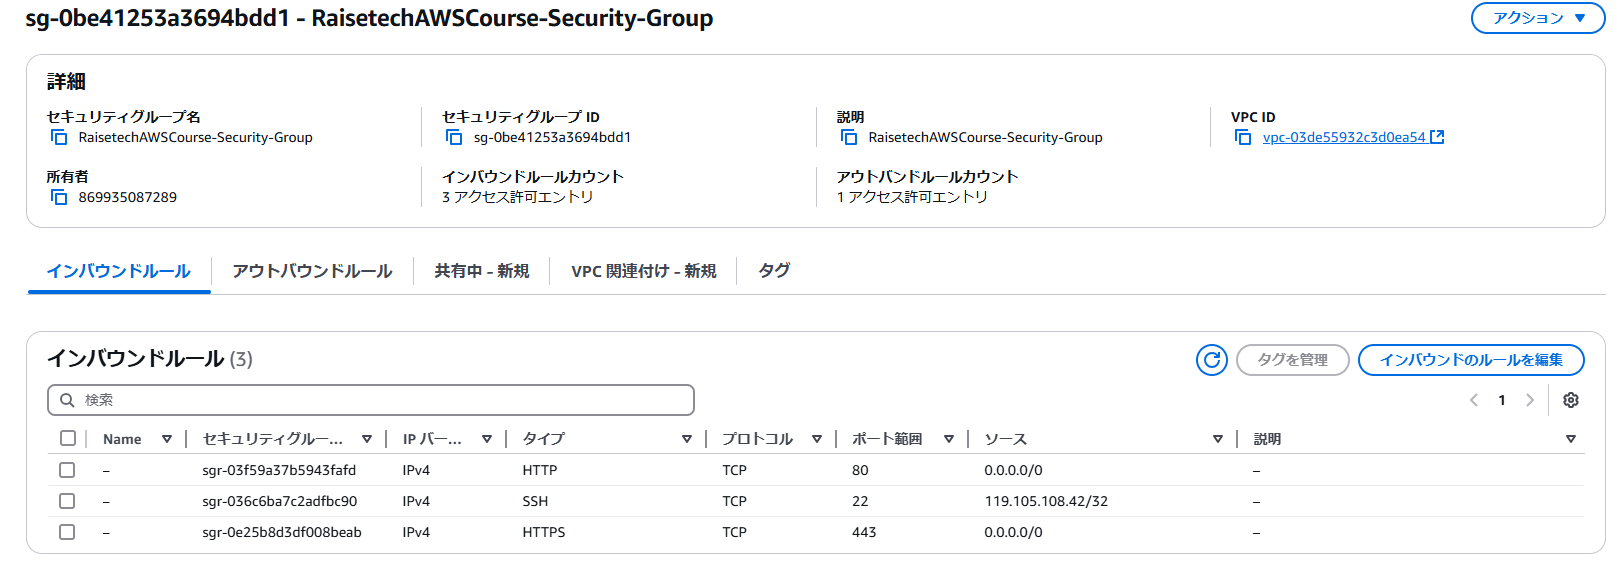 sg-0be41253a3694bdd1 - RaisetechAWSCourse-Security-Group
アクション
詳細
セキュリティグループ名
RaisetechAWSCourse-Security-Group
セキュリティグループ ID
sg-0be41253a3694bdd1
説明
RaisetechAWSCourse-Security-Group
VPC ID
vpc-03de55932c3d0ea54
所有者
869935087289
インバウンドルールカウント
3 アクセス許可エントリ
アウトバンドルールカウント
1 アクセス許可エントリ
インバウンドルール アウトバウンドルール 共有中 - 新規 VPC 関連付け - 新規 タグ
インバウンドルール (3)
タグを管理 インバウンドのルールを編集
検索
1
Name セキュリティグルー... IP バー... タイプ プロトコル ポート範囲 ソース 説明
– sgr-03f59a37b5943fafd IPv4 HTTP TCP 80 0.0.0.0/0 –
– sgr-036c6ba7c2adfbc90 IPv4 SSH TCP 22 119.105.108.42/32 –
– sgr-0e25b8d3df008beab IPv4 HTTPS TCP 443 0.0.0.0/0 –